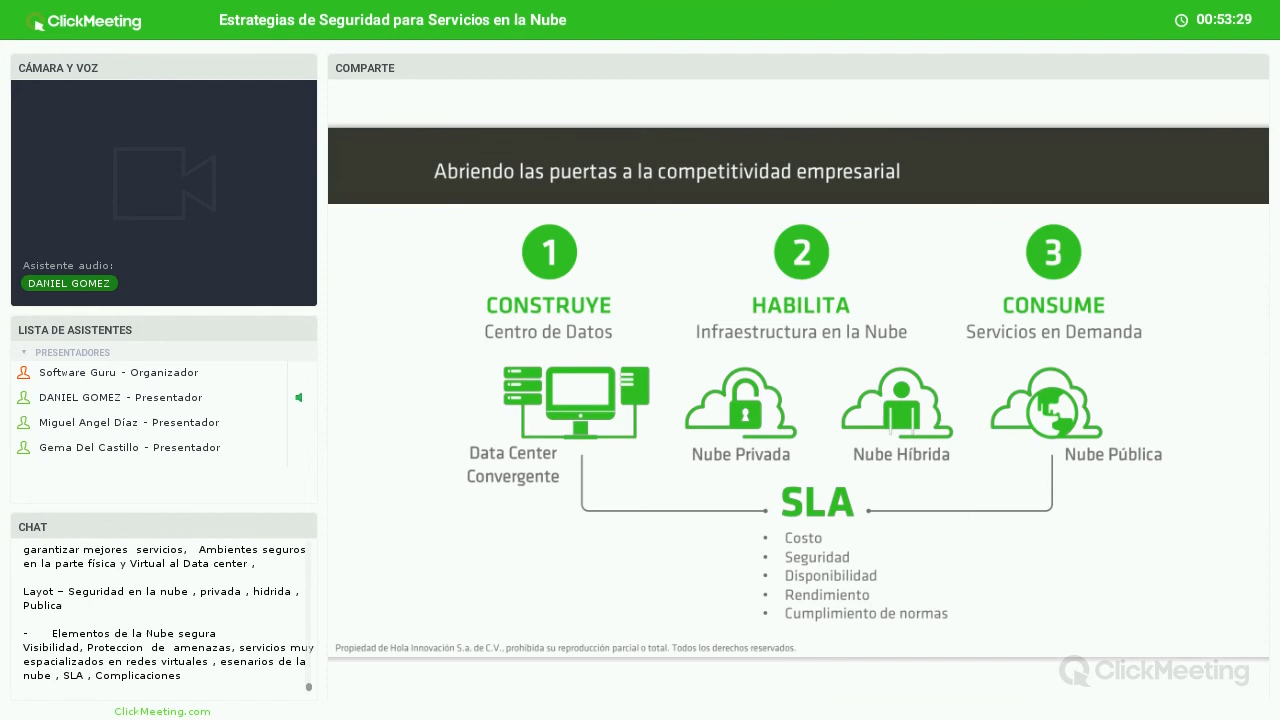 ClickMeeting
Estrategias de Seguridad para Servicios en la Nube
00:53:29
CÁMARA Y VOZ
Asistente audio:
DANIEL GOMEZ
LISTA DE ASISTENTES
PRESENTADORES
Software Guru - Organizador
DANIEL GOMEZ - Presentador
Miguel Angel Díaz - Presentador
Gema Del Castillo - Presentador
CHAT
garantizar mejores servicios, Ambientes seguros
en la parte física y Virtual al Data center ,
Layot – Seguridad en la nube , privada , hidrida ,
Publica
- Elementos de la Nube segura
Visibilidad, Proteccion de amenazas, servicios muy
espacializados en redes virtuales , esenarios de la
nube , SLA , Complicaciones
ClickMeeting.com
COMPARTE
Abriendo las puertas a la competitividad empresarial
1
CONSTRUYE
Centro de Datos
2
HABILITA
Infraestructura en la Nube
3
CONSUME
Servicios en Demanda
Data Center
Convergente
Nube Privada
Nube Híbrida
Nube Pública
SLA
• Costo
• Seguridad
• Disponibilidad
• Rendimiento
• Cumplimiento de normas
Propiedad de Hola Innovación S.a. de C.V., prohibida su reproducción parcial o total. Todos los derechos reservados.
ClickMeeting